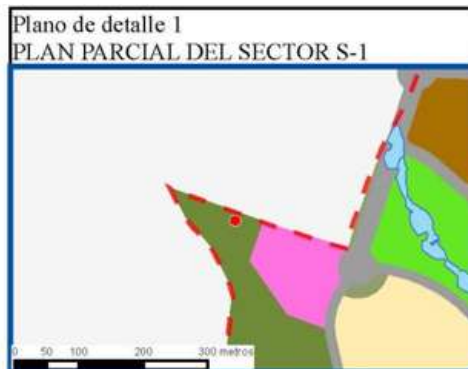 Plano de detalle 1
PLAN PARCIAL DEL SECTOR S-1
0 50 100 200 300 metros